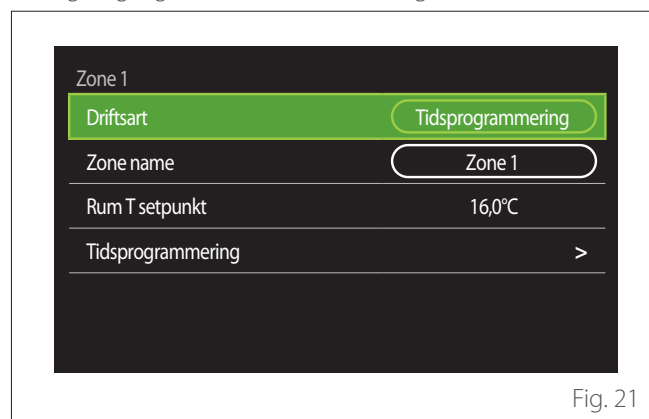 Zone 1
Driftsart Tidsprogrammering
Zone name Zone 1
Rum T setpunkt 16,0°C
Tidsprogrammering >
Fig. 21